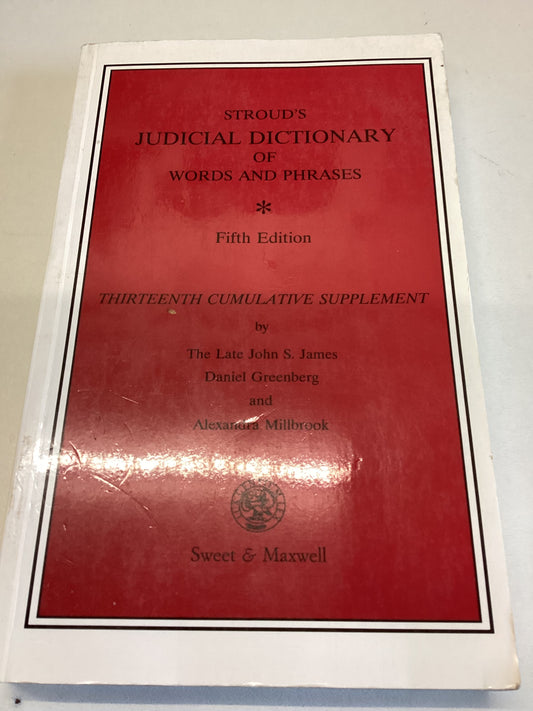 STROUD'S
JUDICIAL DICTIONARY
OF
WORDS AND PHRASES
*
Fifth Edition
THIRTEENTH CUMULATIVE SUPPLEMENT
by
The Late John S. James
Daniel Greenberg
and
Alexandra Millbrook
Sweet & Maxwell